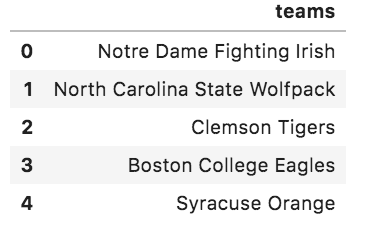 teams
0 Notre Dame Fighting Irish
1 North Carolina State Wolfpack
2 Clemson Tigers
3 Boston College Eagles
4 Syracuse Orange